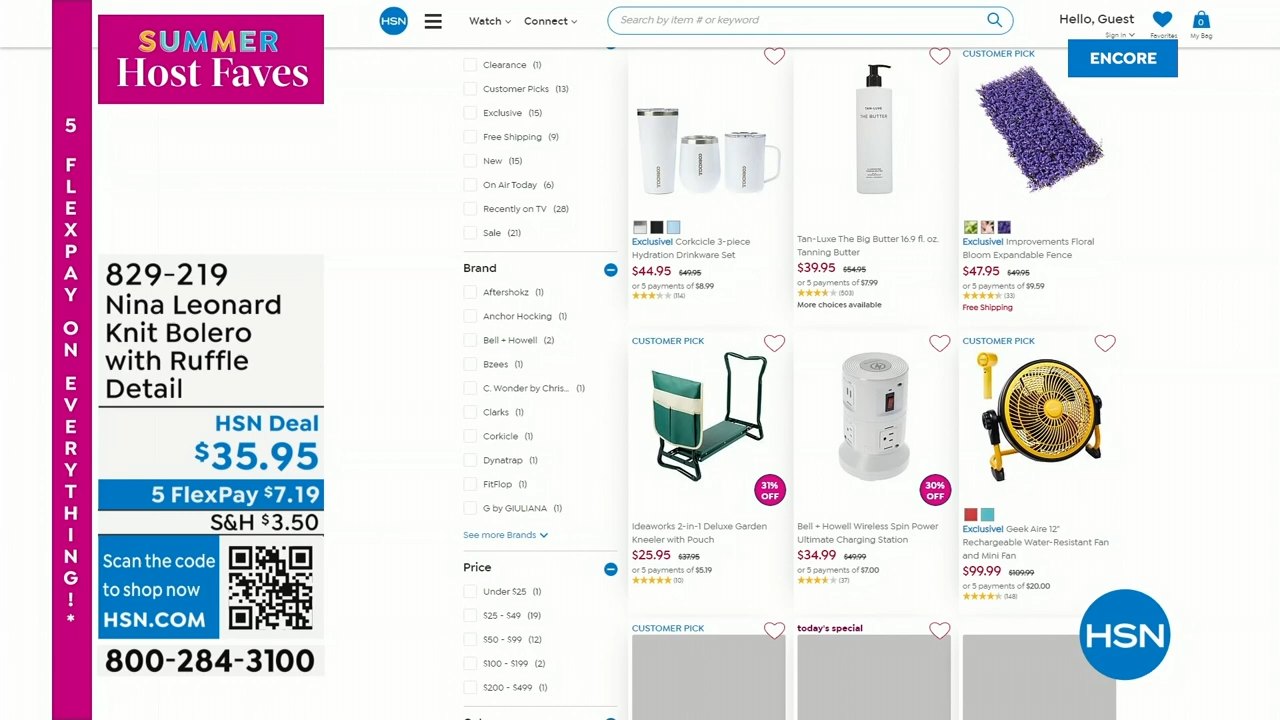 SUMMER
Host Faves
5 FLEXPAY ON EVERYTHING!*
829-219
Nina Leonard
Knit Bolero
with Ruffle
Detail
HSN Deal
$35.95
5 FlexPay $7.19
S&H $3.50
Scan the code
to shop now
HSN.COM
800-284-3100
HSN
Watch
Connect
Search by item # or keyword
Hello, Guest
Sign In
Favorites
0
My Bag
ENCORE
Clearance (1)
Customer Picks (13)
Exclusive (15)
Free Shipping (9)
New (15)
On Air Today (6)
Recently on TV (28)
Sale (21)
Brand
Aftershokz (1)
Anchor Hocking (1)
Bell + Howell (2)
Bzees (1)
C. Wonder by Chris... (1)
Clarks (1)
Corkcicle (1)
Dynatrap (1)
FitFlop (1)
G by GIULIANA (1)
See more Brands
Price
Under $25 (1)
$25 - $49 (19)
$50 - $99 (12)
$100 - $199 (2)
$200 - $499 (1)
Exclusive! Corkcicle 3-piece
Hydration Drinkware Set
$44.95 $49.95
or 5 payments of $8.99
(114)
TAN-LUXE
THE BUTTER
Tan-Luxe The Big Butter 16.9 fl. oz.
Tanning Butter
$39.95 $54.95
or 5 payments of $7.99
(503)
More choices available
CUSTOMER PICK
Exclusive! Improvements Floral
Bloom Expandable Fence
$47.95 $49.95
or 5 payments of $9.59
(33)
Free Shipping
CUSTOMER PICK
31%
OFF
Ideaworks 2-in-1 Deluxe Garden
Kneeler with Pouch
$25.95 $37.95
or 5 payments of $5.19
(10)
30%
OFF
Bell + Howell Wireless Spin Power
Ultimate Charging Station
$34.99 $49.99
or 5 payments of $7.00
(37)
CUSTOMER PICK
Exclusive! Geek Aire 12"
Rechargeable Water-Resistant Fan
and Mini Fan
$99.99 $109.99
or 5 payments of $20.00
(148)
CUSTOMER PICK
today's special
HSN